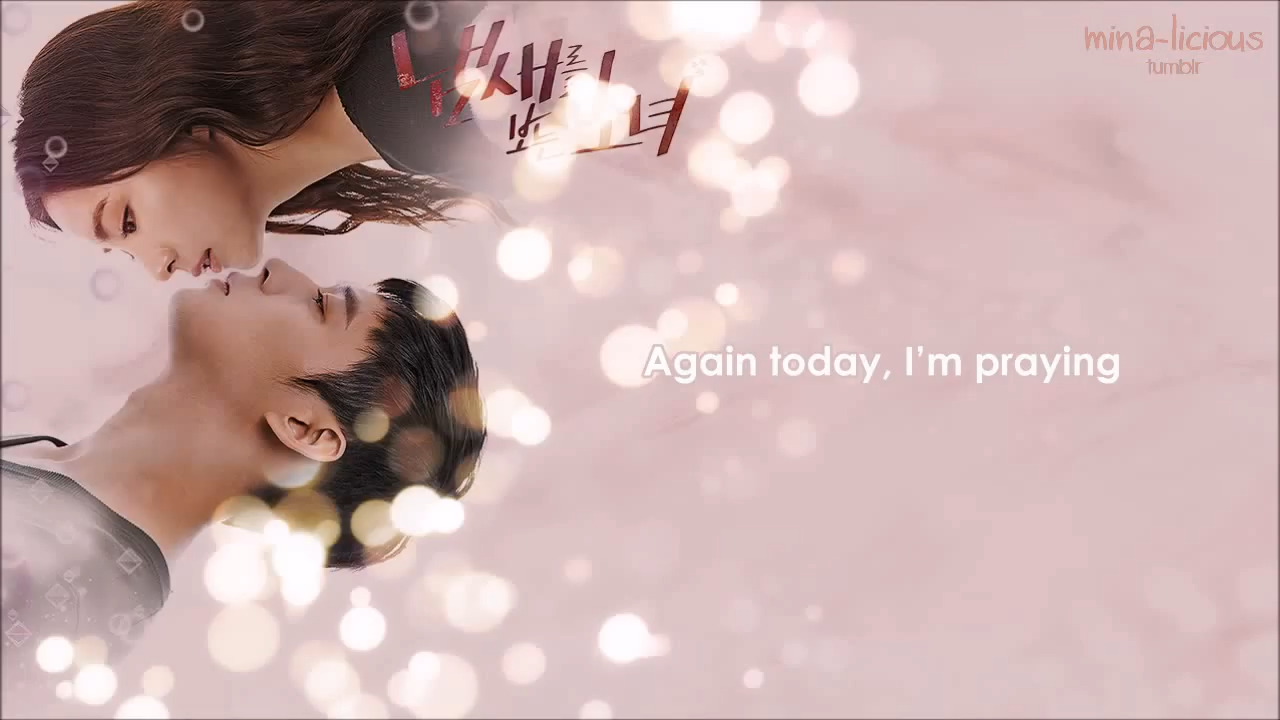 냄새를
보는 소녀
mina-licious
tumblr
Again today, I'm praying